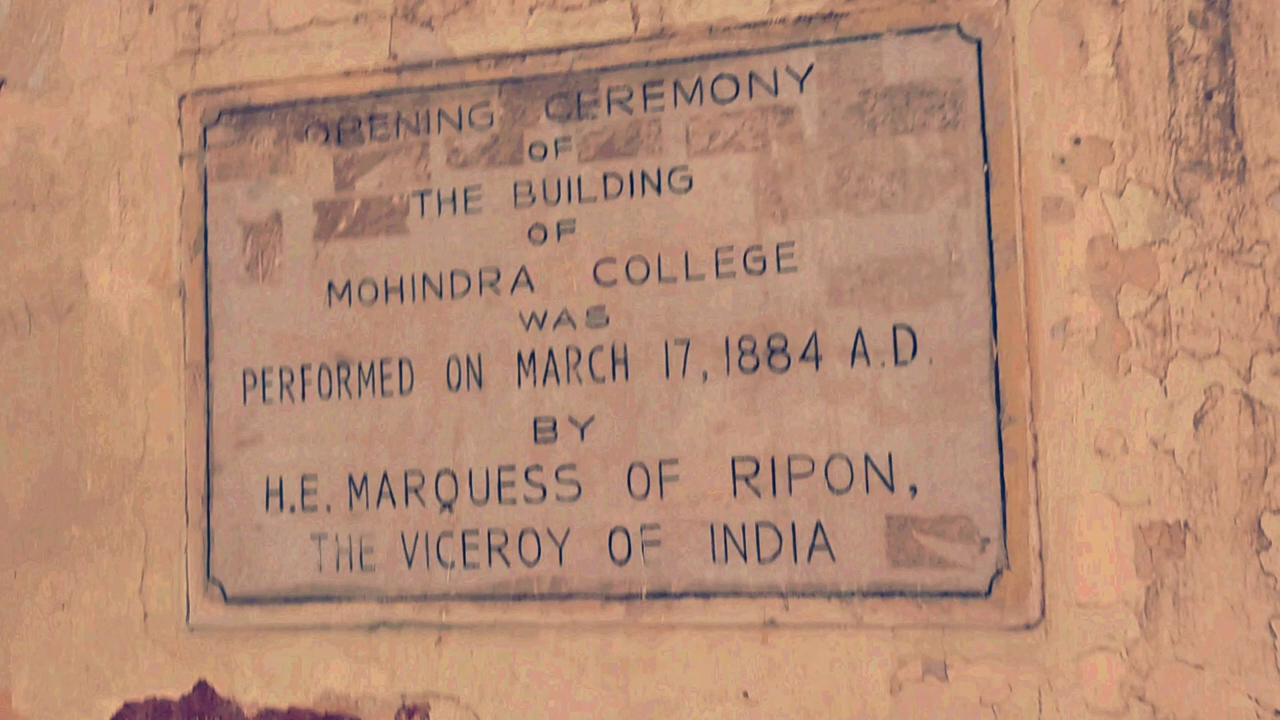 OPENING CEREMONY
OF
THE BUILDING
OF
MOHINDRA COLLEGE
WAS
PERFORMED ON MARCH 17, 1884 A.D.
BY
H.E. MARQUESS OF RIPON,
THE VICEROY OF INDIA